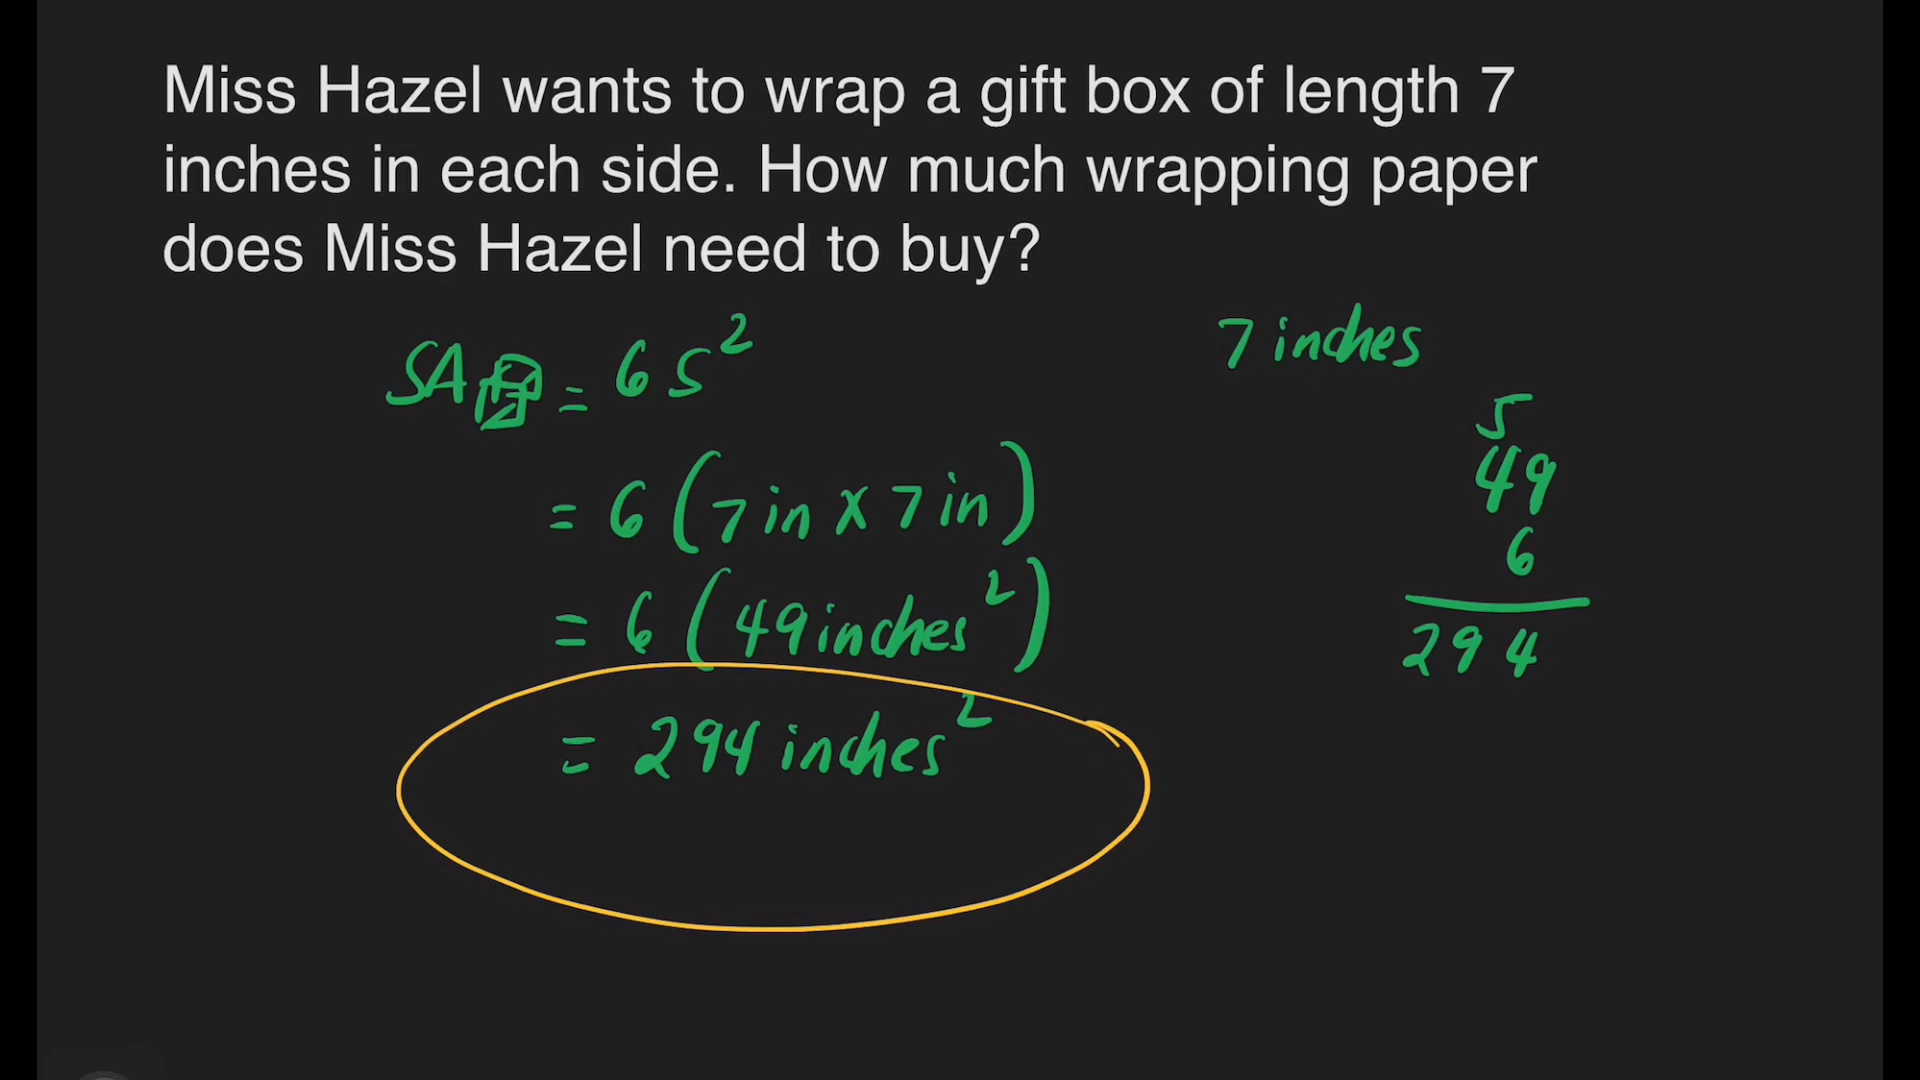 Miss Hazel wants to wrap a gift box of length 7
inches in each side. How much wrapping paper
does Miss Hazel need to buy?
SA = 6 s²
7 inches
= 6 (7 in x 7 in)
= 6 (49 inches²)
= 294 inches²
5
49
6
294